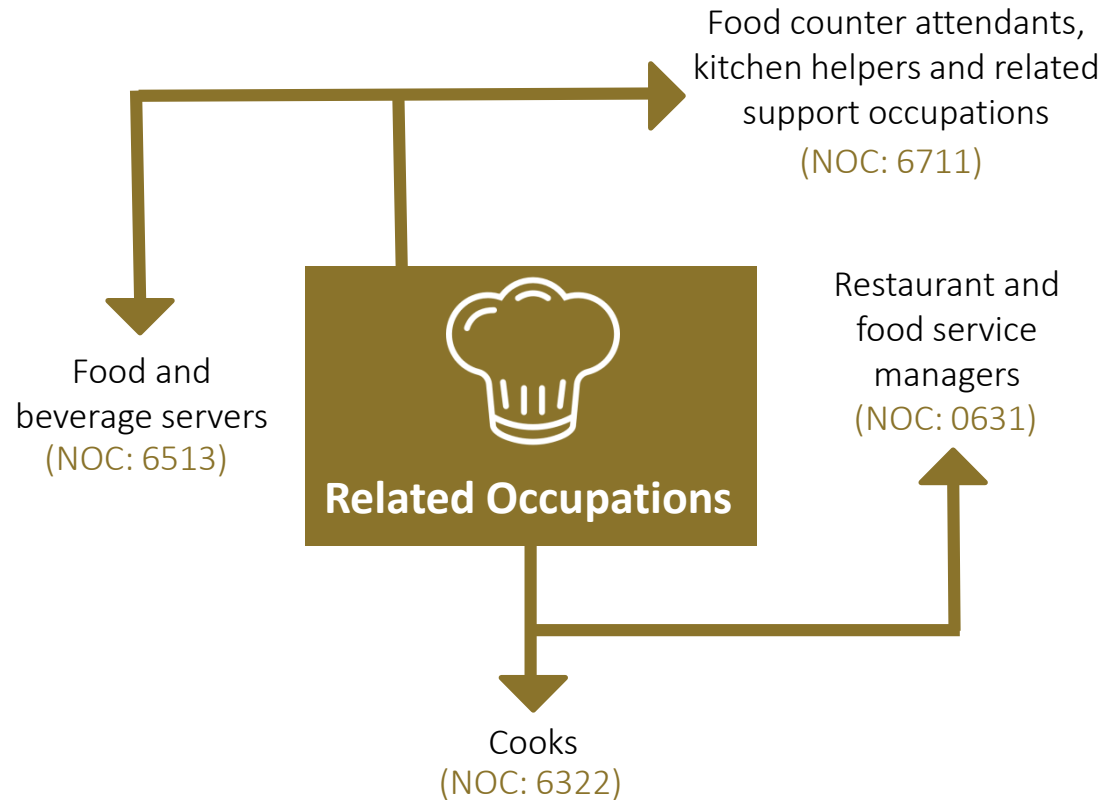 Food counter attendants,
kitchen helpers and related
support occupations
(NOC: 6711)
Restaurant and
food service
managers
(NOC: 0631)
Food and
beverage servers
(NOC: 6513)
Related Occupations
Cooks
(NOC: 6322)